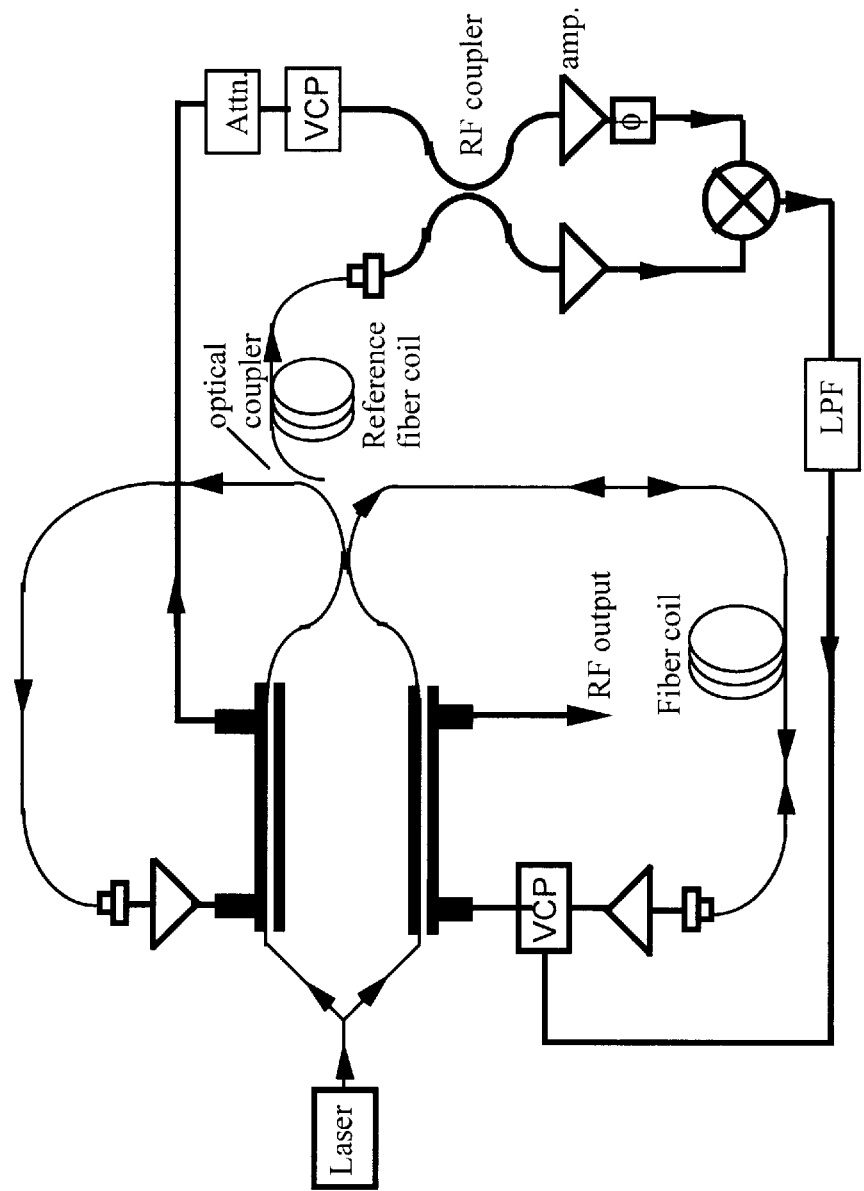 Laser
VCP
RF output
Fiber coil
LPF
optical
coupler
Reference
fiber coil
Attn.
VCP
RF coupler
amp.
ϕ